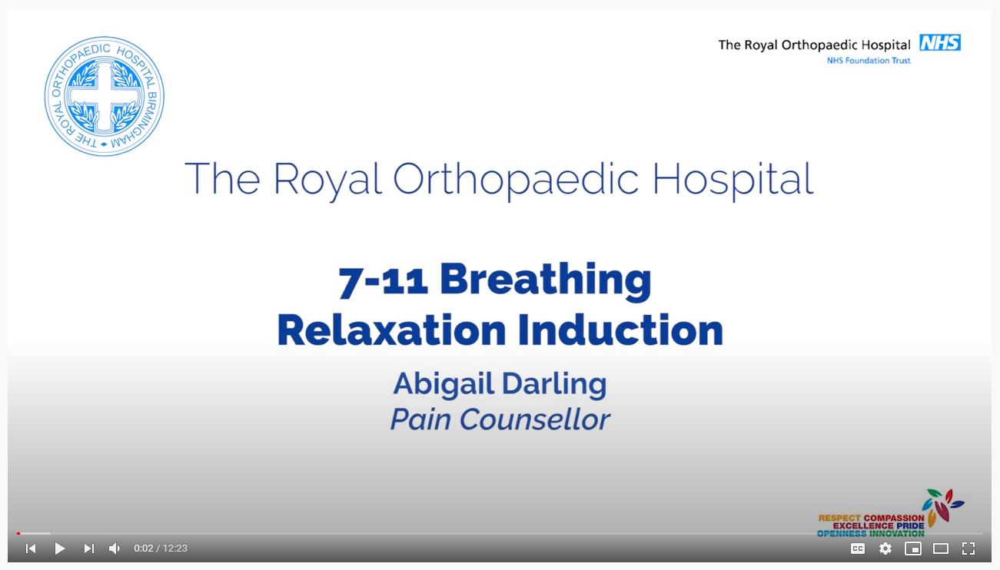 THE ROYAL ORTHOPAEDIC HOSPITAL BIRMINGHAM
The Royal Orthopaedic Hospital NHS
NHS Foundation Trust
The Royal Orthopaedic Hospital
7-11 Breathing
Relaxation Induction
Abigail Darling
Pain Counsellor
RESPECT COMPASSION
EXCELLENCE PRIDE
OPENNESS INNOVATION
0:02 / 12:23
CC